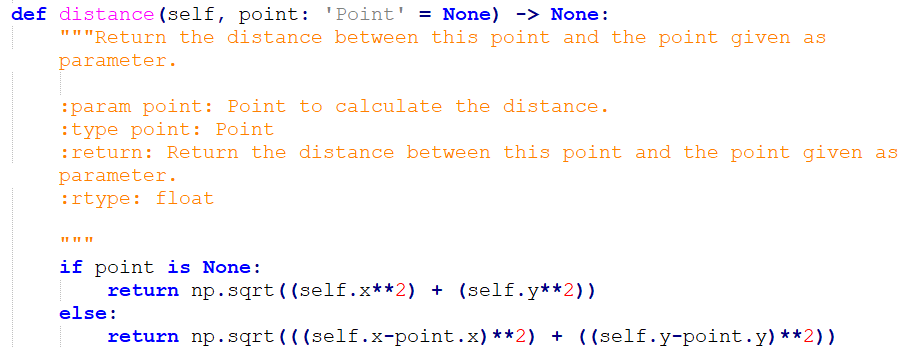 def distance(self, point: 'Point' = None) -> None:
    """Return the distance between this point and the point given as
    parameter.
    :param point: Point to calculate the distance.
    :type point: Point
    :return: Return the distance between this point and the point given as
    parameter.
    :rtype: float
    """
    if point is None:
        return np.sqrt((self.x**2) + (self.y**2))
    else:
        return np.sqrt(((self.x-point.x)**2) + ((self.y-point.y)**2))